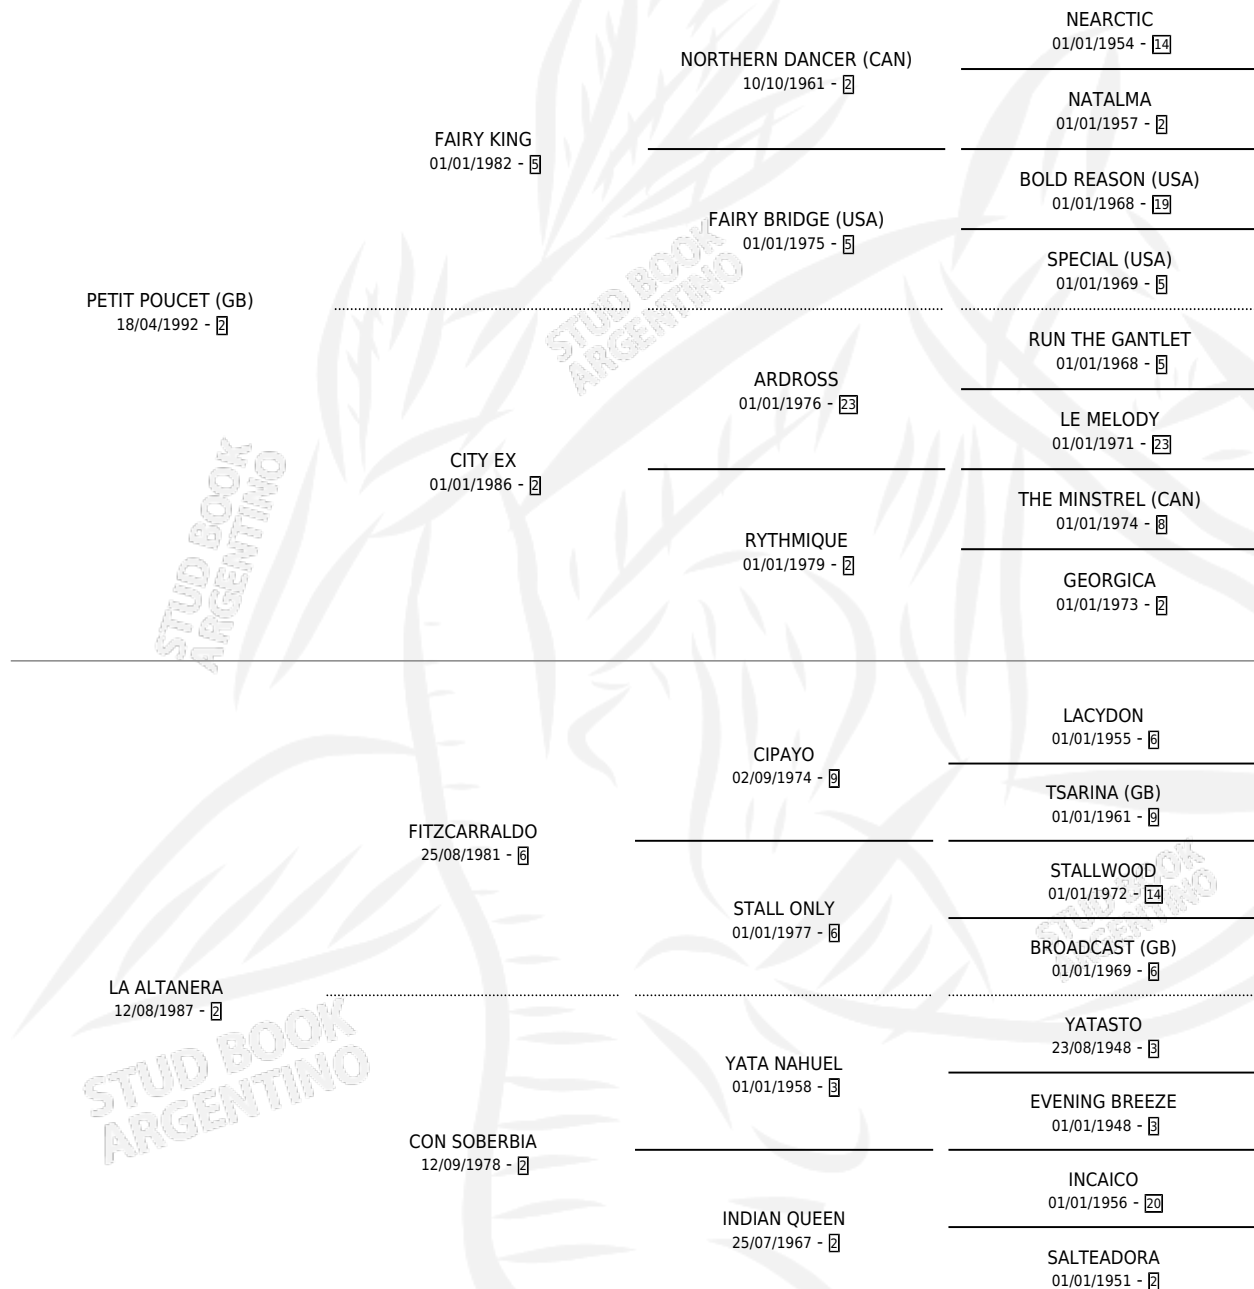 NEARCTIC
01/01/1954 - 14
NORTHERN DANCER (CAN)
10/10/1961 - 2
NATALMA
01/01/1957 - 2
FAIRY KING
01/01/1982 - 5
BOLD REASON (USA)
01/01/1968 - 19
FAIRY BRIDGE (USA)
01/01/1975 - 5
SPECIAL (USA)
01/01/1969 - 5
PETIT POUCET (GB)
18/04/1992 - 2
STUD BOOK
ARGENTINO
RUN THE GANTLET
01/01/1968 - 5
ARDROSS
01/01/1976 - 23
LE MELODY
01/01/1971 - 23
CITY EX
01/01/1986 - 2
THE MINSTREL (CAN)
01/01/1974 - 8
RYTHMIQUE
01/01/1979 - 2
GEORGICA
01/01/1973 - 2
STUD BOOK
ARGENTINO
LACYDON
01/01/1955 - 6
CIPAYO
02/09/1974 - 9
TSARINA (GB)
01/01/1961 - 9
FITZCARRALDO
25/08/1981 - 6
STALLWOOD
01/01/1972 - 14
STALL ONLY
01/01/1977 - 6
BROADCAST (GB)
01/01/1969 - 6
STUD BOOK
ARGENTINO
LA ALTANERA
12/08/1987 - 2
YATASTO
23/08/1948 - 3
YATA NAHUEL
01/01/1958 - 3
EVENING BREEZE
01/01/1948 - 3
STUD BOOK
ARGENTINO
CON SOBERBIA
12/09/1978 - 2
INCAICO
01/01/1956 - 20
INDIAN QUEEN
25/07/1967 - 2
SALTEADORA
01/01/1951 - 2